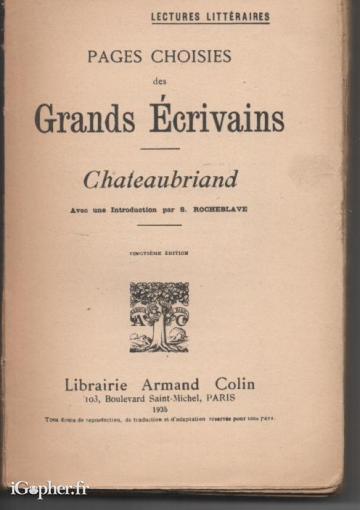 LECTURES LITTÉRAIRES
PAGES CHOISIES
des
Grands Écrivains
Chateaubriand
Avec une Introduction par S. ROCHEBLAVE
VINGTIÈME ÉDITION
A C
Librairie Armand Colin
103, Boulevard Saint-Michel, PARIS
1935
Tous droits de reproduction, de traduction et d'adaptation réservés pour tous pays.
iGopher.fr